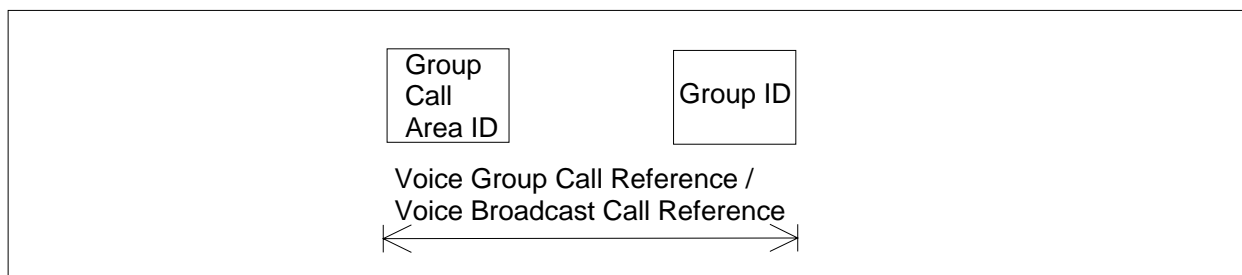 Group
Call
Area ID
Group ID
Voice Group Call Reference /
Voice Broadcast Call Reference